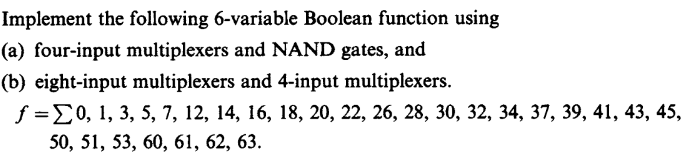 Implement the following 6-variable Boolean function using
(a) four-input multiplexers and NAND gates, and
(b) eight-input multiplexers and 4-input multiplexers.
f = ∑ 0, 1, 3, 5, 7, 12, 14, 16, 18, 20, 22, 26, 28, 30, 32, 34, 37, 39, 41, 43, 45,
50, 51, 53, 60, 61, 62, 63.